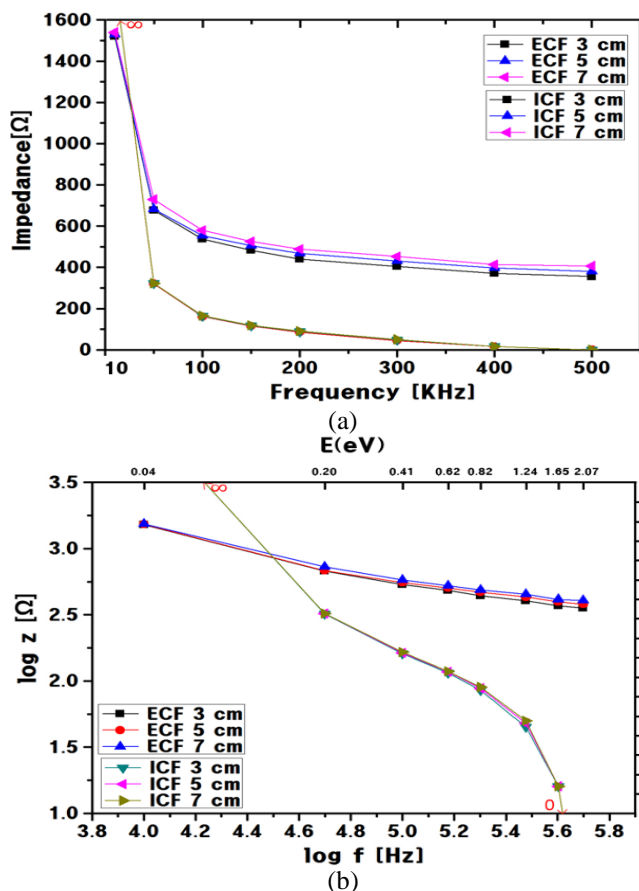 1600
1400
1200
1000
800
600
400
200
0
Impedance[Ω]
∞
ECF 3 cm
ECF 5 cm
ECF 7 cm
ICF 3 cm
ICF 5 cm
ICF 7 cm
10 100 200 300 400 500
Frequency [KHz]
(a)
E(eV)
0.04 0.20 0.41 0.62 0.82 1.24 1.65 2.07
3.5
3.0
2.5
2.0
1.5
1.0
log z [Ω]
∞
ECF 3 cm
ECF 5 cm
ECF 7 cm
ICF 3 cm
ICF 5 cm
ICF 7 cm
0
3.8 4.0 4.2 4.4 4.6 4.8 5.0 5.2 5.4 5.6 5.8
log f [Hz]
(b)